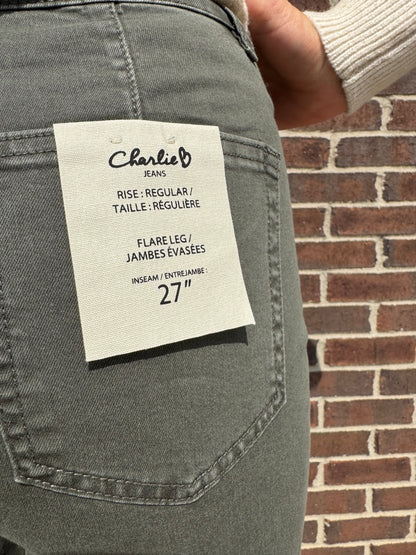 Charlie B
JEANS
RISE : REGULAR /
TAILLE : RÉGULIÈRE
FLARE LEG /
JAMBES ÉVASÉES
INSEAM / ENTREJAMBE :
27"